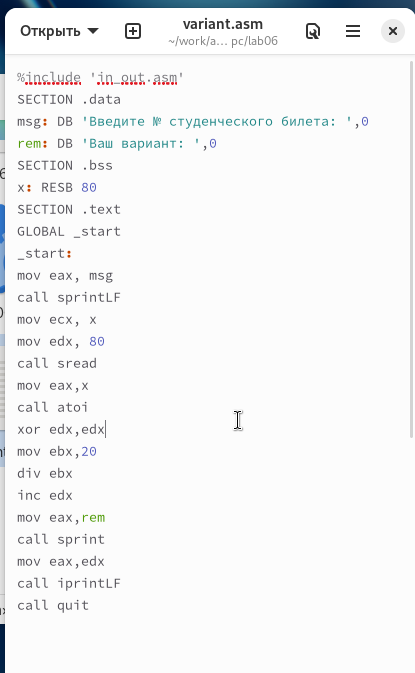 Открыть
variant.asm
~/work/a... pc/lab06
%include 'in_out.asm'
SECTION .data
msg: DB 'Введите № студенческого билета: ',0
rem: DB 'Ваш вариант: ',0
SECTION .bss
x: RESB 80
SECTION .text
GLOBAL _start
_start:
mov eax, msg
call sprintLF
mov ecx, x
mov edx, 80
call sread
mov eax,x
call atoi
xor edx,edx
mov ebx,20
div ebx
inc edx
mov eax,rem
call sprint
mov eax,edx
call iprintLF
call quit